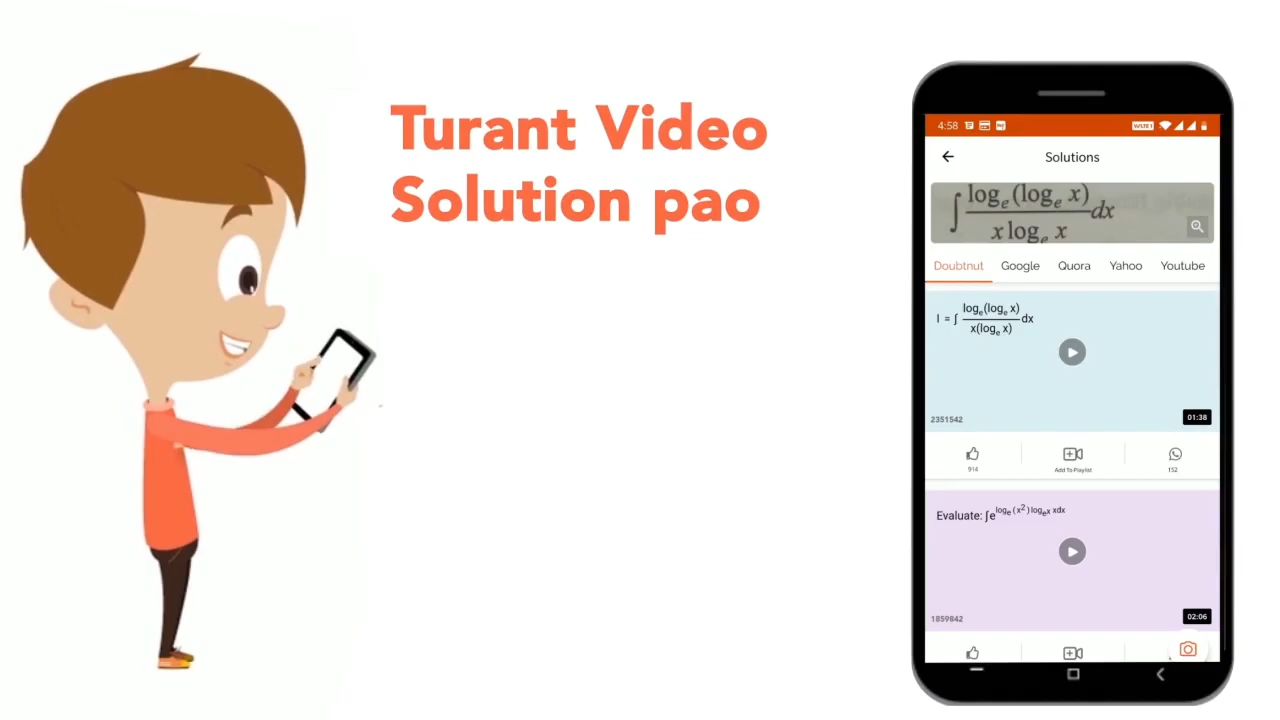 Turant Video
Solution pao
4:58
Solutions
∫ logₑ(logₑ x) / x logₑ x dx
Doubtnut Google Quora Yahoo Youtube
I = ∫ logₑ(logₑ x) / x(logₑ x) dx
2351542 01:38
914 Add To Playlist 152
Evaluate: ∫e^logₑ(x²)logₑx xdx
1859842 02:06